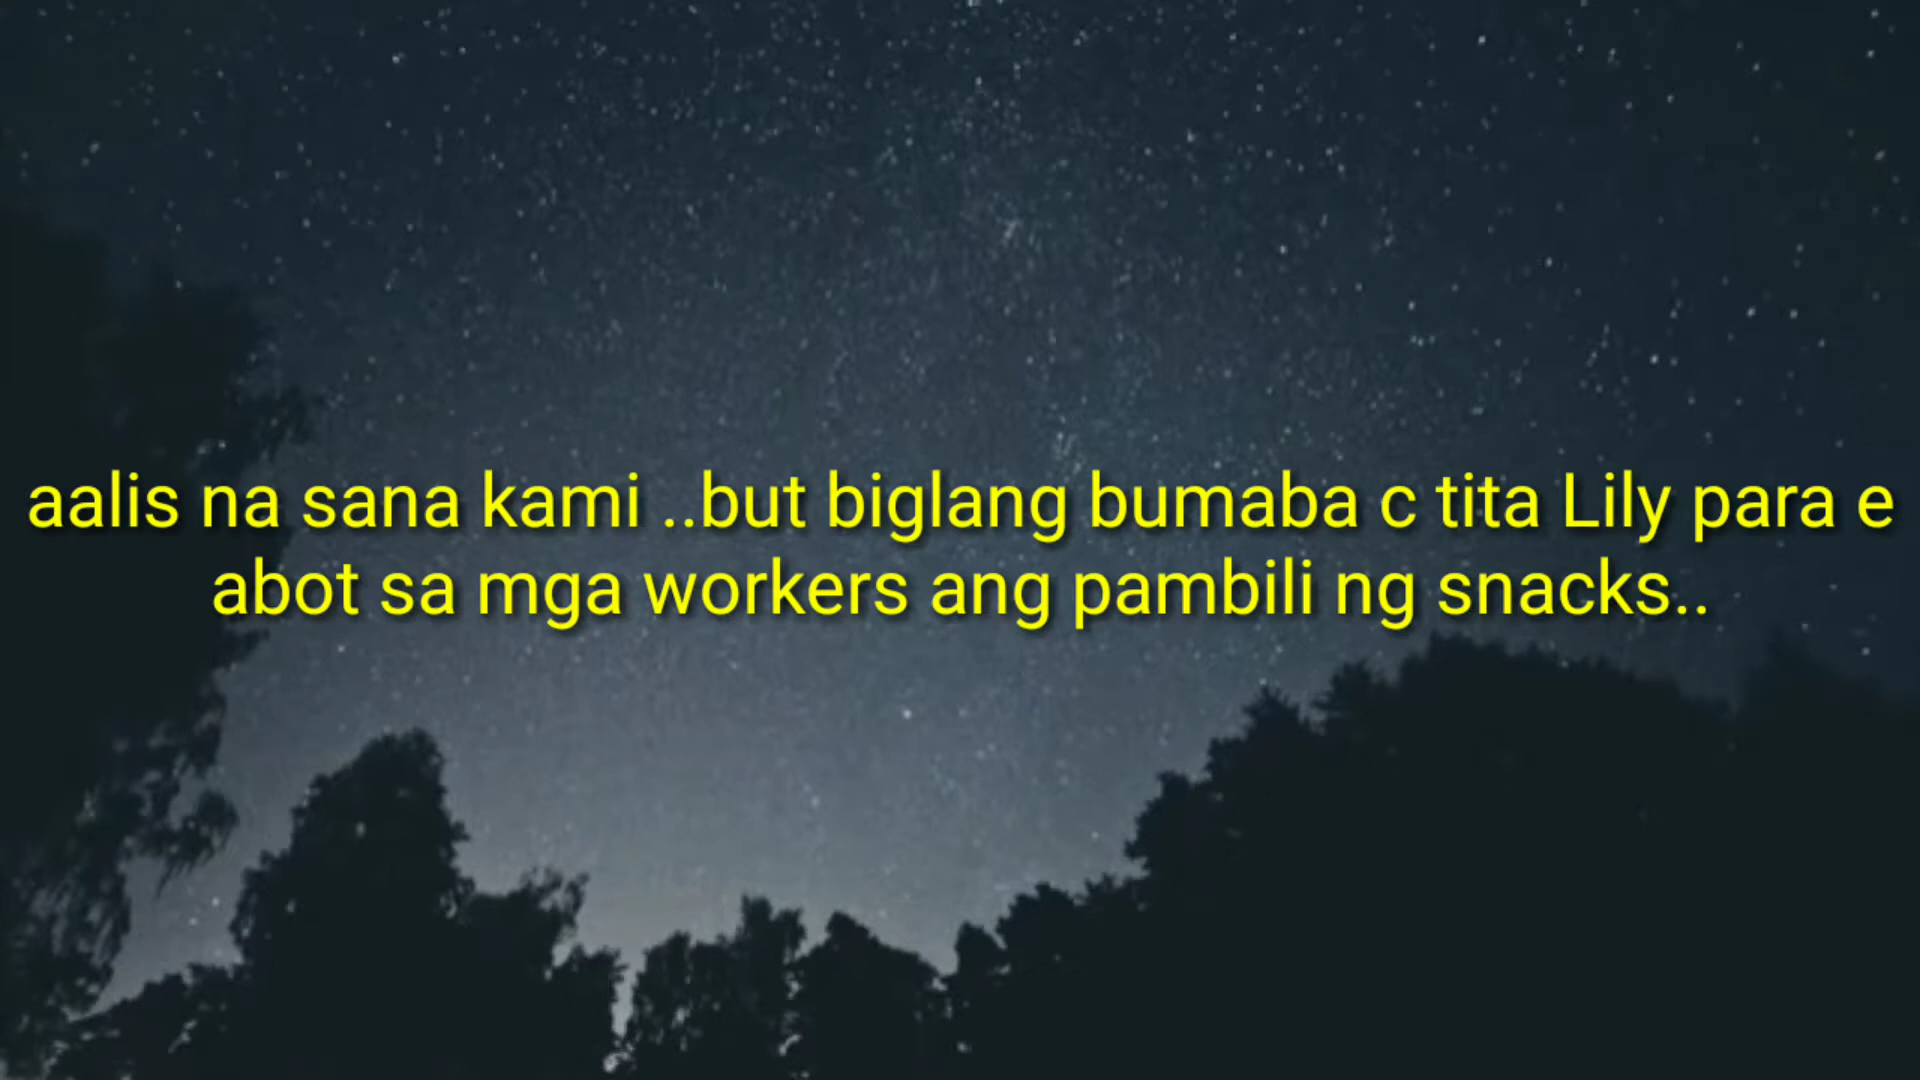 aalis na sana kami ..but biglang bumaba c tita Lily para e
abot sa mga workers ang pambili ng snacks..